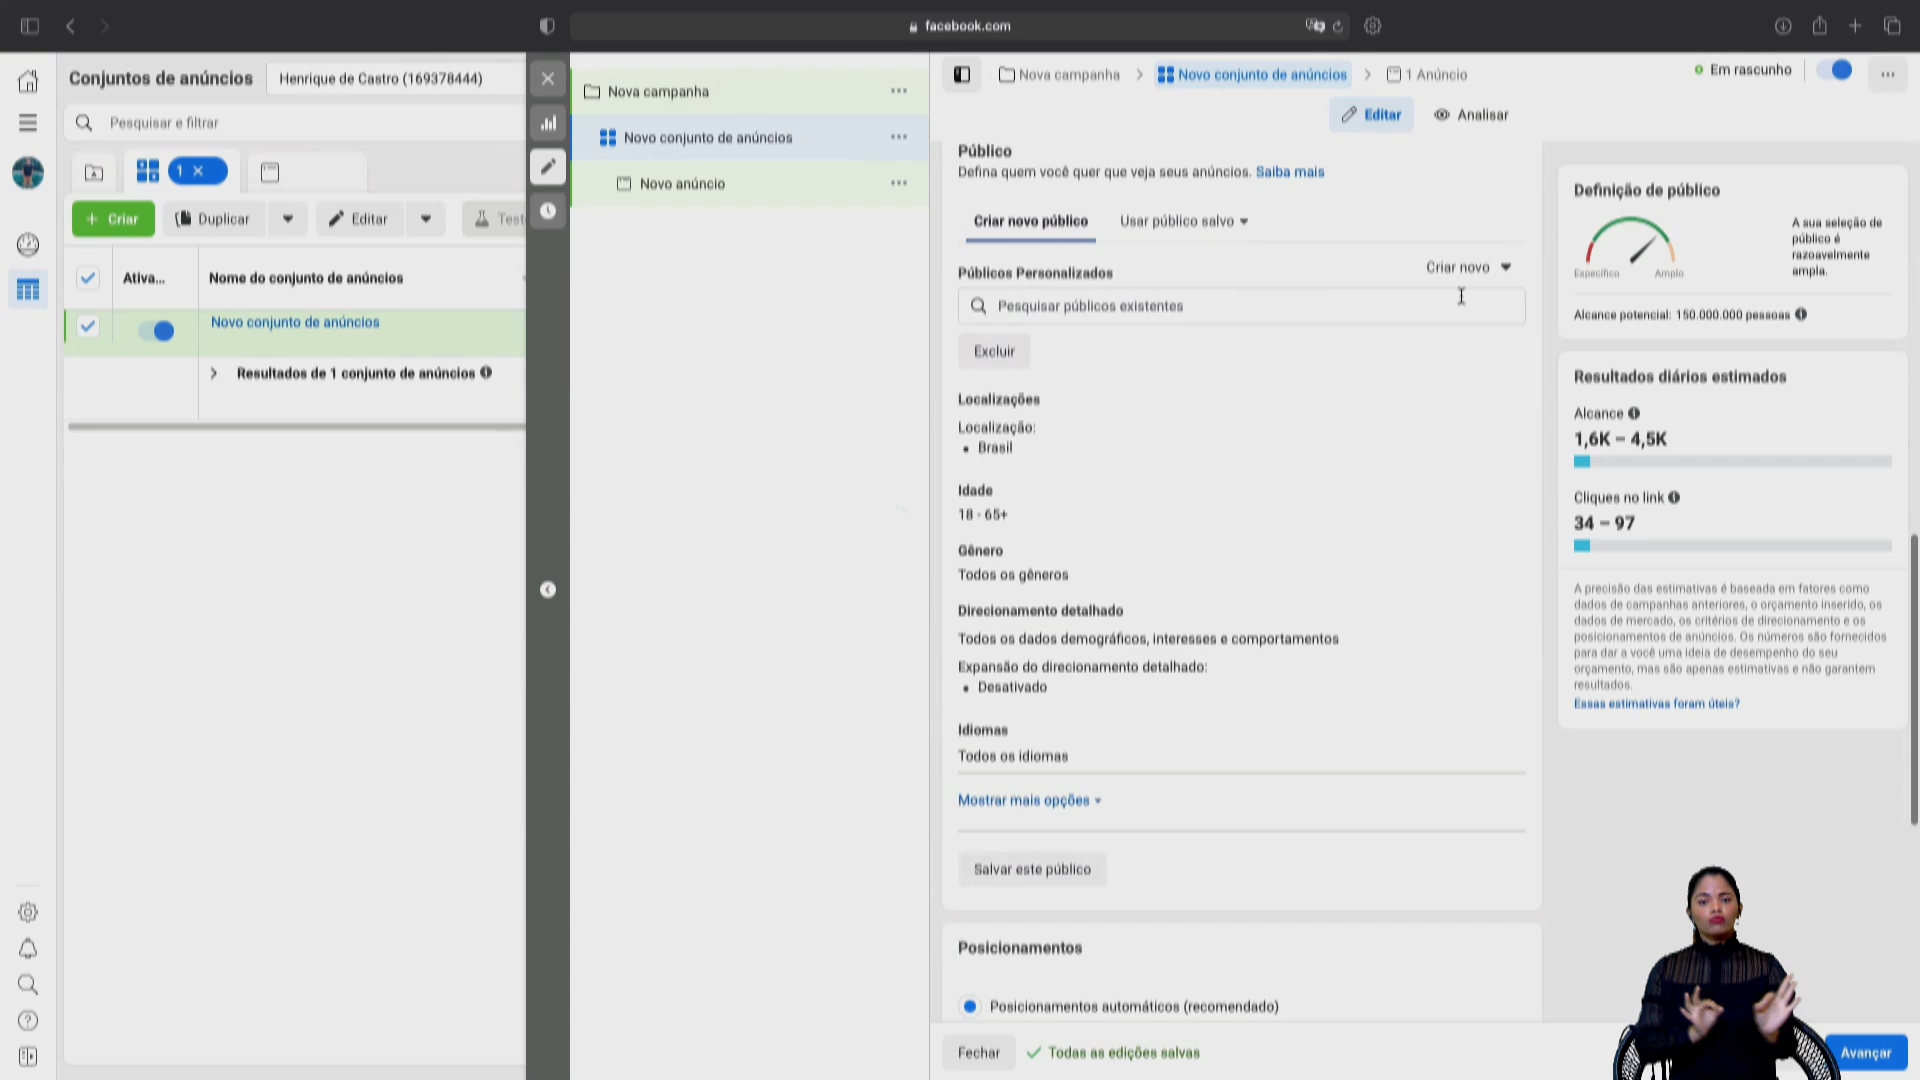 facebook.com
Conjuntos de anúncios
Henrique de Castro (169378444)
Pesquisar e filtrar
1
+ Criar
Duplicar
Editar
Test
Ativa...
Nome do conjunto de anúncios
Novo conjunto de anúncios
Resultados de 1 conjunto de anúncios
Nova campanha
Novo conjunto de anúncios
Novo anúncio
Nova campanha
Novo conjunto de anúncios
1 Anúncio
Em rascunho
Editar
Analisar
Público
Defina quem você quer que veja seus anúncios. Saiba mais
Criar novo público
Usar público salvo
Públicos Personalizados
Criar novo
Pesquisar públicos existentes
Excluir
Localizações
Localização:
• Brasil
Idade
18 - 65+
Gênero
Todos os gêneros
Direcionamento detalhado
Todos os dados demográficos, interesses e comportamentos
Expansão do direcionamento detalhado:
• Desativado
Idiomas
Todos os idiomas
Mostrar mais opções
Salvar este público
Posicionamentos
Posicionamentos automáticos (recomendado)
Fechar
Todas as edições salvas
Definição de público
Específico
Amplo
A sua seleção de
público é
razoavelmente
ampla.
Alcance potencial: 150.000.000 pessoas
Resultados diários estimados
Alcance
1,6K – 4,5K
Cliques no link
34 – 97
A precisão das estimativas é baseada em fatores como
dados de campanhas anteriores, o orçamento inserido, os
dados de mercado, os critérios de direcionamento e os
posicionamentos de anúncios. Os números são fornecidos
para dar a você uma ideia de desempenho do seu
orçamento, mas são apenas estimativas e não garantem
resultados.
Essas estimativas foram úteis?
Avançar